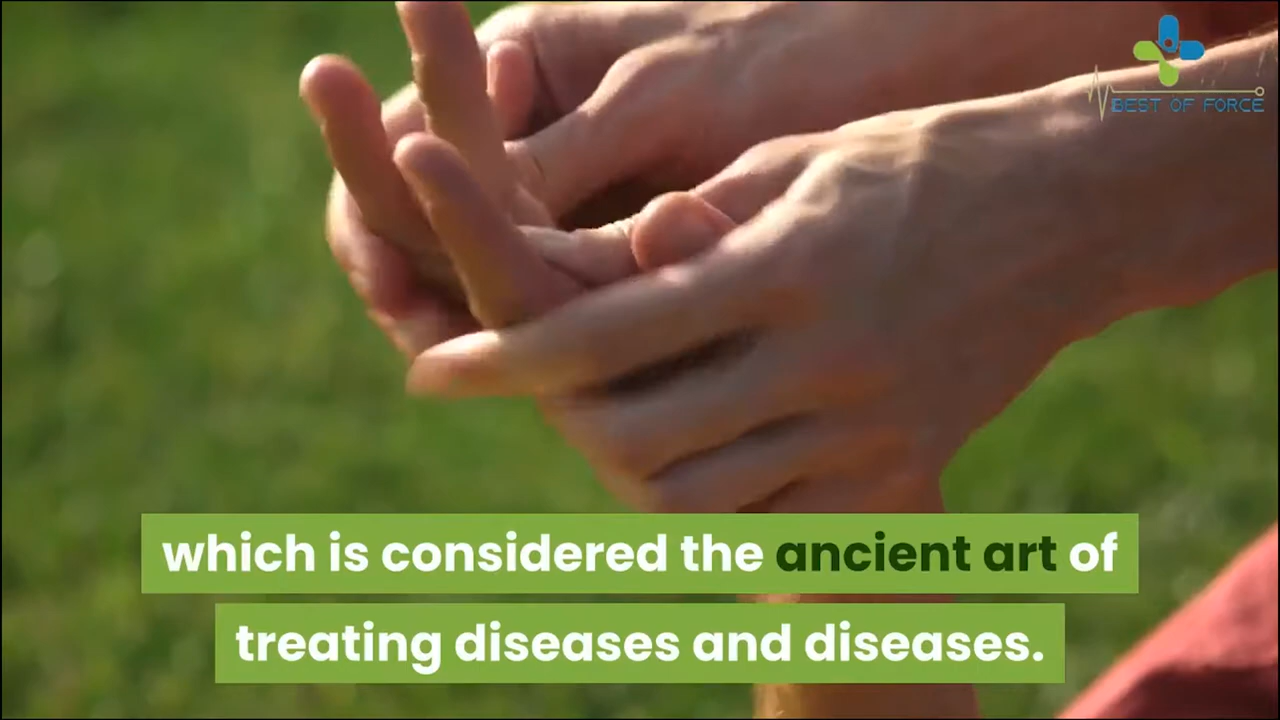 BEST OF FORCE
which is considered the ancient art of
treating diseases and diseases.